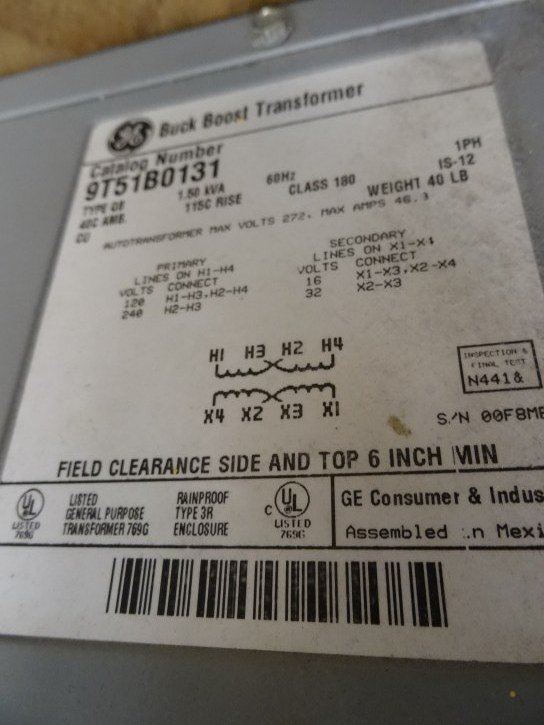 GE Buck Boost Transformer
Catalog Number
9T51B0131
1PH
TYPE QB 1.50 KVA 60Hz IS-12
40C AMB. 115C RISE CLASS 180 WEIGHT 40 LB
CU AUTOTRANSFORMER MAX VOLTS 272, MAX AMPS 46.3
PRIMARY
LINES ON H1-H4
VOLTS CONNECT
120 H1-H3,H2-H4
240 H2-H3
SECONDARY
LINES ON X1-X4
VOLTS CONNECT
16 X1-X3,X2-X4
32 X2-X3
H1 H3 H2 H4
X4 X2 X3 X1
INSPECTION &
FINAL TEST
N441&
S/N 00F8ME
FIELD CLEARANCE SIDE AND TOP 6 INCH MIN
UL
LISTED
769G
LISTED
GENERAL PURPOSE
TRANSFORMER 769G
RAINPROOF
TYPE 3R
ENCLOSURE
C UL
LISTED
769G
GE Consumer & Indus
Assembled in Mexi